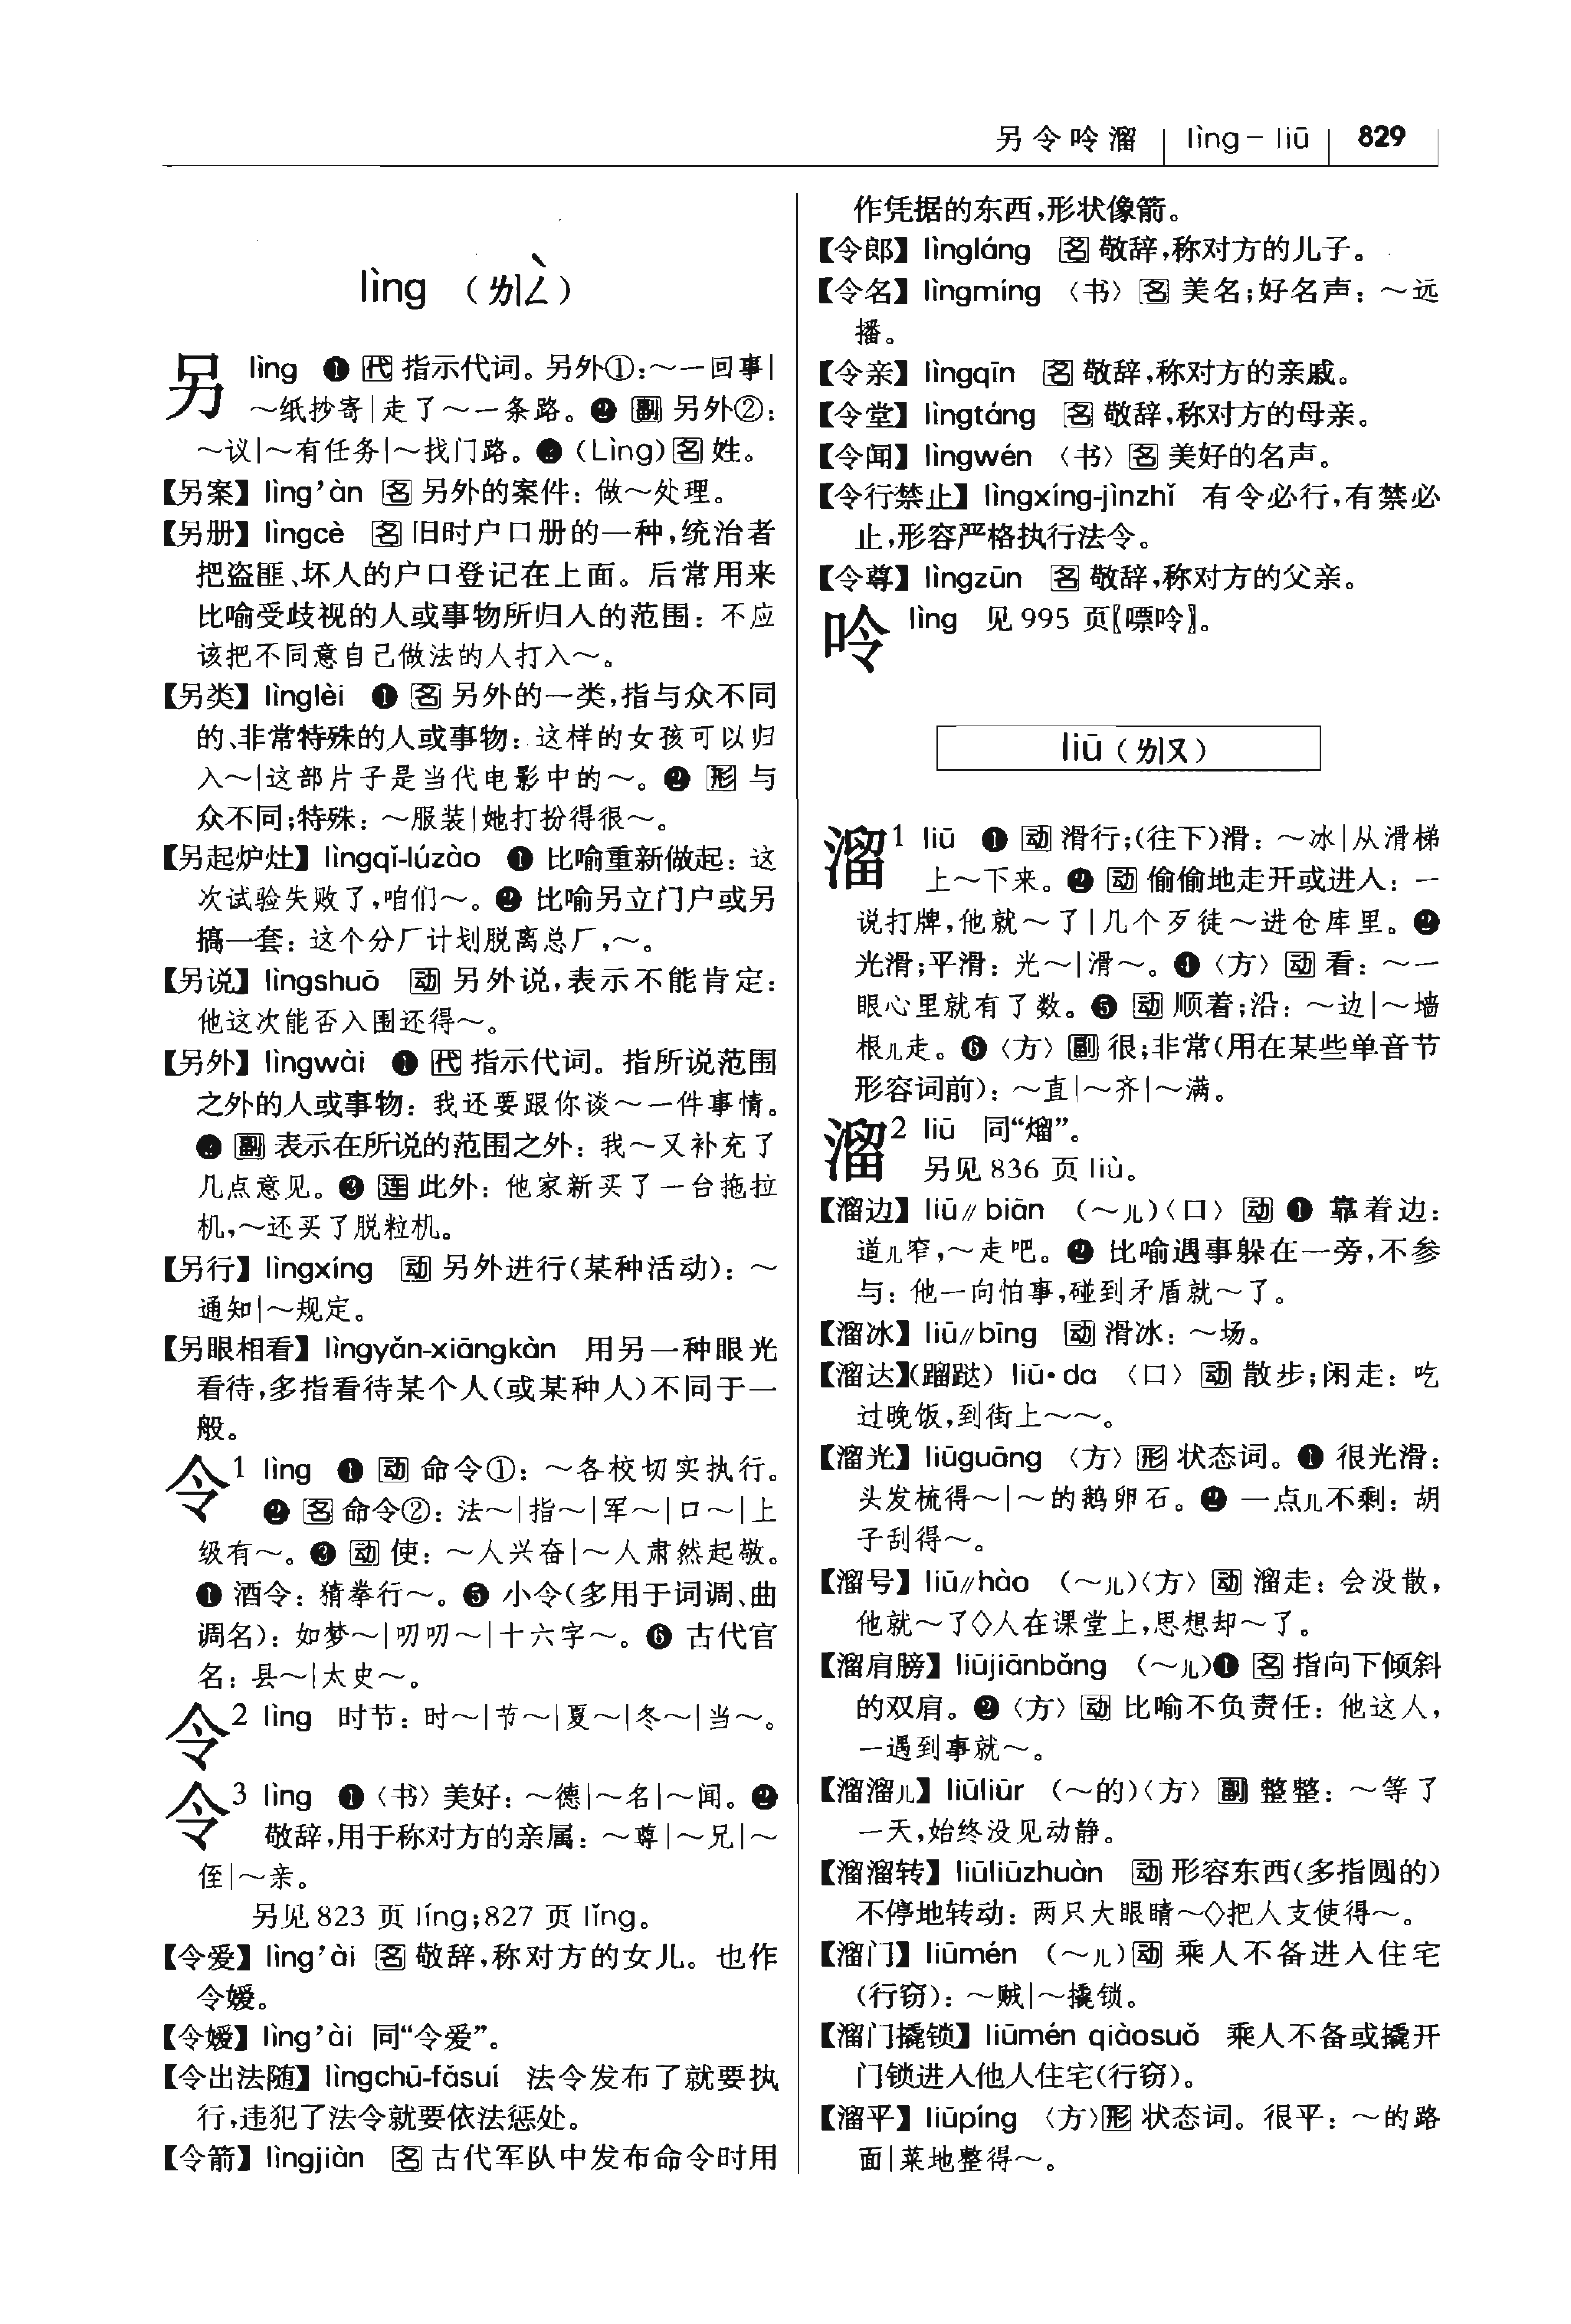 另令呤溜 lìng－liū 829
lìng （ㄌㄧㄥˋ）
另 lìng ❶ 代 指示代词。另外①：～一回事|
～纸抄寄|走了～一条路。❷ 副 另外②：
～议|～有任务|～找门路。❸（Lìng）名 姓。
【另案】lìng’àn 名 另外的案件：做～处理。
【另册】lìngcè 名 旧时户口册的一种，统治者
把盗匪、坏人的户口登记在上面。后常用来
比喻受歧视的人或事物所归入的范围：不应
该把不同意自己做法的人打入～。
【另类】lìnglèi ❶ 名 另外的一类，指与众不同
的、非常特殊的人或事物：这样的女孩可以归
入～|这部片子是当代电影中的～。❷ 形 与
众不同；特殊：～服装|她打扮得很～。
【另起炉灶】lìngqǐ-lúzào ❶ 比喻重新做起：这
次试验失败了，咱们～。❷ 比喻另立门户或另
搞一套：这个分厂计划脱离总厂，～。
【另说】lìngshuō 动 另外说，表示不能肯定：
他这次能否入围还得～。
【另外】lìngwài ❶ 代 指示代词。指所说范围
之外的人或事物：我还要跟你谈～一件事情。
❷ 副 表示在所说的范围之外：我～又补充了
几点意见。❸ 连 此外：他家新买了一台拖拉
机，～还买了脱粒机。
【另行】lìngxíng 动 另外进行（某种活动）：～
通知|～规定。
【另眼相看】lìngyǎn-xiāngkàn 用另一种眼光
看待，多指看待某个人（或某种人）不同于一
般。
令1 lìng ❶ 动 命令①：～各校切实执行。
❷ 名 命令②：法～|指～|军～|口～|上
级有～。❸ 动 使：～人兴奋|～人肃然起敬。
❹ 酒令：猜拳行～。❺ 小令（多用于词调、曲
调名）：如梦～|叨叨～|十六字～。❻ 古代官
名：县～|太史～。
令2 lìng 时节：时～|节～|夏～|冬～|当～。
令3 lìng ❶〈书〉美好：～德|～名|～闻。❷
敬辞，用于称对方的亲属：～尊|～兄|～
侄|～亲。
另见 823 页 líng；827 页 lǐng。
【令爱】lìng’ài 名 敬辞，称对方的女儿。也作
令嫒。
【令嫒】lìng’ài 同“令爱”。
【令出法随】lìngchū-fǎsuí 法令发布了就要执
行，违犯了法令就要依法惩处。
【令箭】lìngjiàn 名 古代军队中发布命令时用
作凭据的东西，形状像箭。
【令郎】lìngláng 名 敬辞，称对方的儿子。
【令名】lìngmíng 〈书〉名 美名；好名声：～远
播。
【令亲】lìngqīn 名 敬辞，称对方的亲戚。
【令堂】lìngtáng 名 敬辞，称对方的母亲。
【令闻】lìngwén 〈书〉名 美好的名声。
【令行禁止】lìngxíng-jìnzhǐ 有令必行，有禁必
止，形容严格执行法令。
【令尊】lìngzūn 名 敬辞，称对方的父亲。
呤 lìng 见 995 页〖嘌呤〗。
liū（ㄌㄧㄡ）
溜1 liū ❶ 动 滑行；（往下）滑：～冰|从滑梯
上～下来。❷ 动 偷偷地走开或进入：一
说打牌，他就～了|几个歹徒～进仓库里。❸
光滑；平滑：光～|滑～。❹〈方〉动 看：～一
眼心里就有了数。❺ 动 顺着；沿：～边|～墙
根儿走。❻〈方〉副 很；非常（用在某些单音节
形容词前）：～直|～齐|～满。
溜2 liū 同“熘”。
另见 836 页 liù。
【溜边】liū∥biān （～儿）〈口〉动 ❶ 靠着边：
道儿窄，～走吧。❷ 比喻遇事躲在一旁，不参
与：他一向怕事，碰到矛盾就～了。
【溜冰】liū∥bīng 动 滑冰：～场。
【溜达】（蹓跶） liū·da 〈口〉动 散步；闲走：吃
过晚饭，到街上～～。
【溜光】liūguāng 〈方〉形 状态词。❶ 很光滑：
头发梳得～|～的鹅卵石。❷ 一点儿不剩：胡
子刮得～。
【溜号】liū∥hào （～儿）〈方〉动 溜走：会没散，
他就～了◇人在课堂上，思想却～了。
【溜肩膀】liūjiānbǎng （～儿）❶ 名 指向下倾斜
的双肩。❷〈方〉动 比喻不负责任：他这人，
一遇到事就～。
【溜溜儿】liūliūr （～的）〈方〉副 整整：～等了
一天，始终没见动静。
【溜溜转】liūliūzhuàn 动 形容东西（多指圆的）
不停地转动：两只大眼睛～◇把人支使得～。
【溜门】liūmén （～儿）动 乘人不备进入住宅
（行窃）：～贼|～撬锁。
【溜门撬锁】liūmén qiàosuǒ 乘人不备或撬开
门锁进入他人住宅（行窃）。
【溜平】liūpíng 〈方〉形 状态词。很平：～的路
面|菜地整得～。